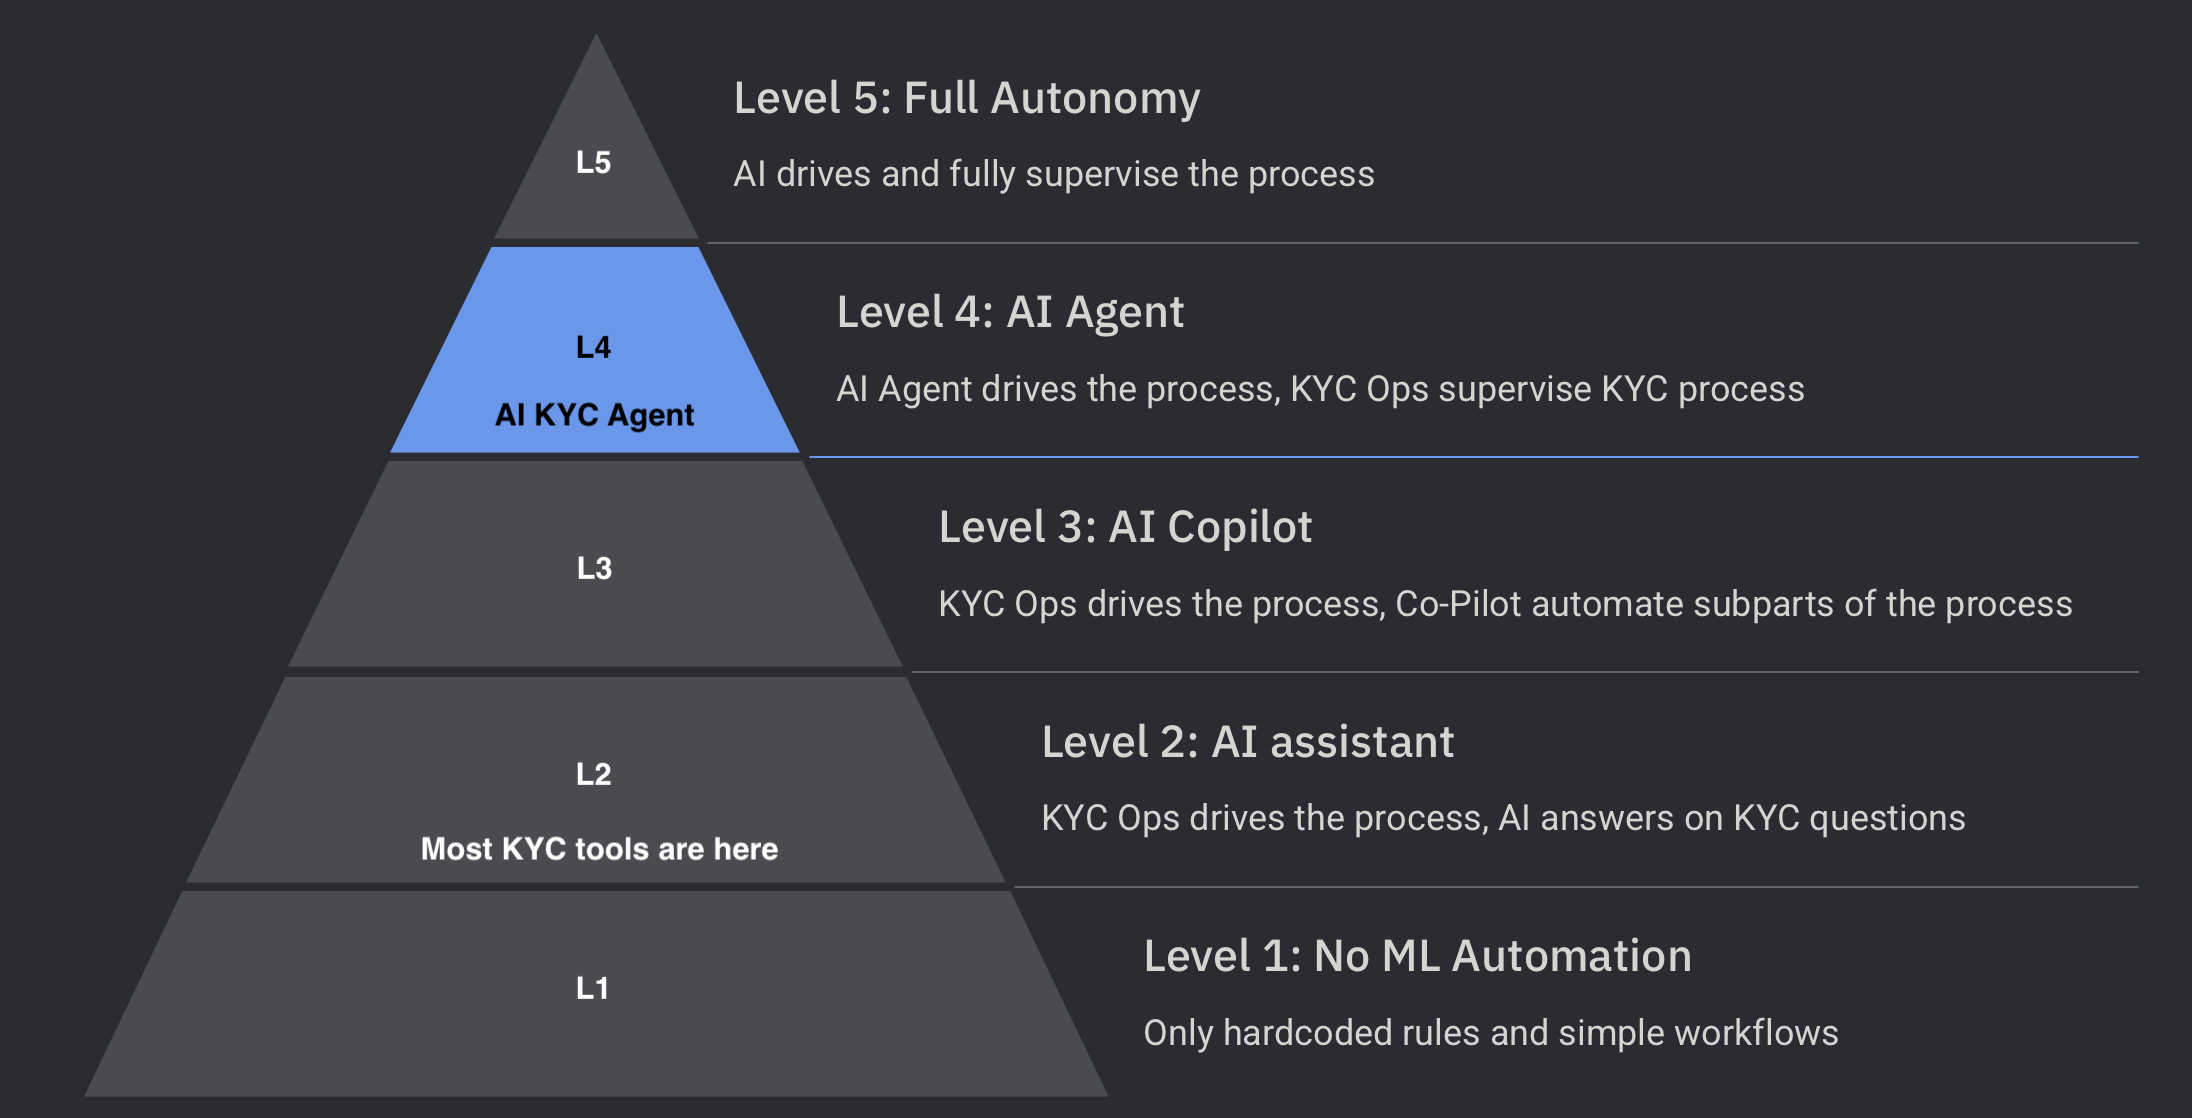 L5
Level 5: Full Autonomy
AI drives and fully supervise the process
L4
AI KYC Agent
Level 4: AI Agent
AI Agent drives the process, KYC Ops supervise KYC process
L3
Level 3: AI Copilot
KYC Ops drives the process, Co-Pilot automate subparts of the process
L2
Most KYC tools are here
Level 2: AI assistant
KYC Ops drives the process, AI answers on KYC questions
L1
Level 1: No ML Automation
Only hardcoded rules and simple workflows